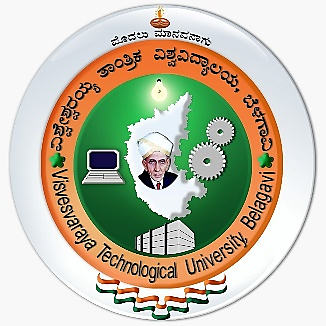 ಮೊದಲು ಮಾನವನಾಗು
ವಿಶ್ವೇಶ್ವರಯ್ಯ ತಾಂತ್ರಿಕ ವಿಶ್ವವಿದ್ಯಾಲಯ, ಬೆಳಗಾವಿ
Visvesvaraya Technological University, Belagavi